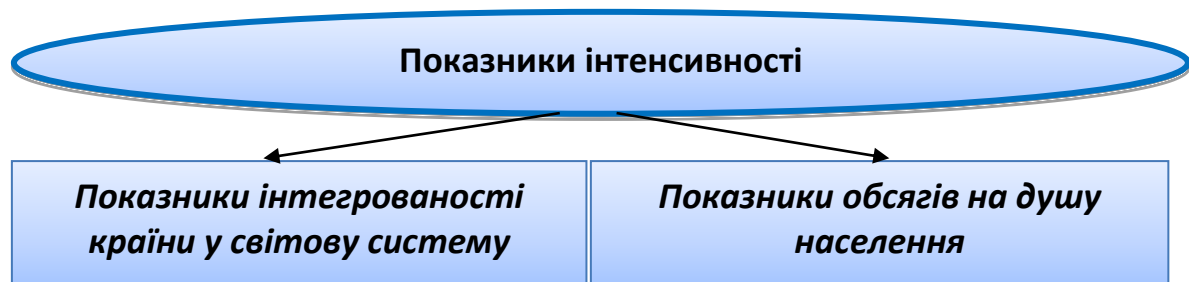 Показники інтенсивності
Показники інтегрованості
країни у світову систему
Показники обсягів на душу
населення